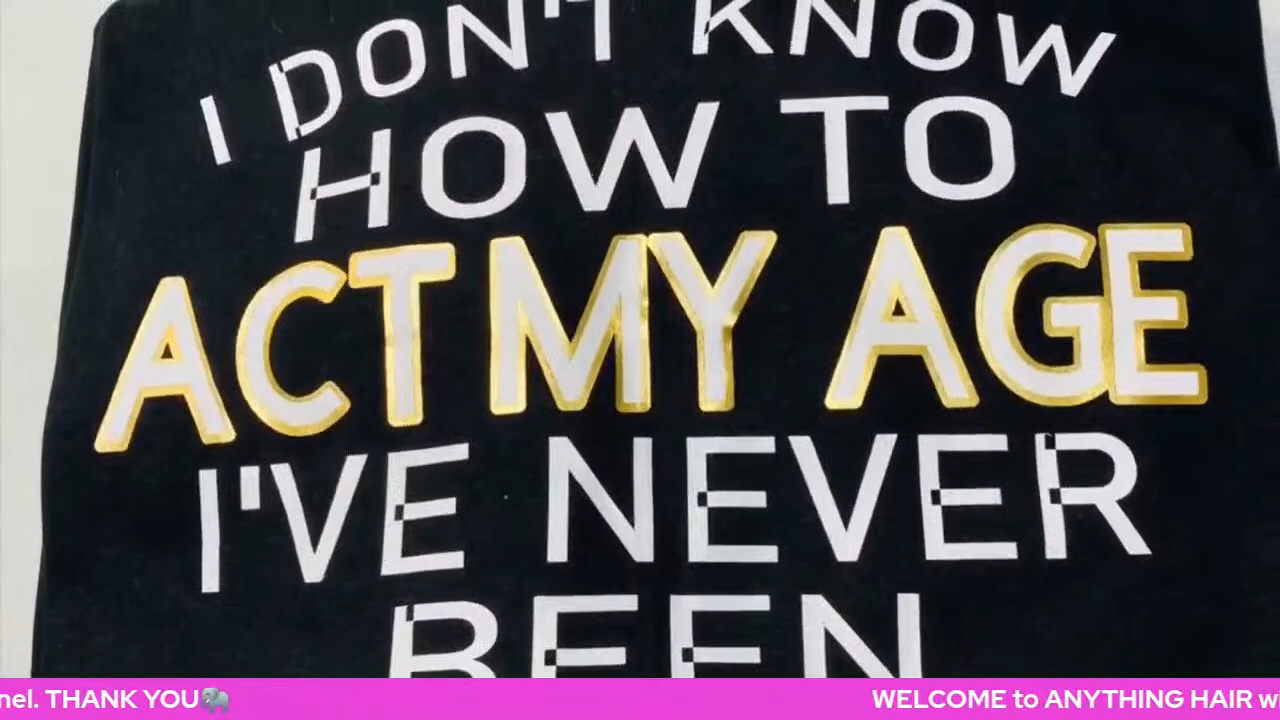 I DON'T KNOW
HOW TO
ACT MY AGE
I'VE NEVER
BEEN
nel. THANK YOU🐘 WELCOME to ANYTHING HAIR w